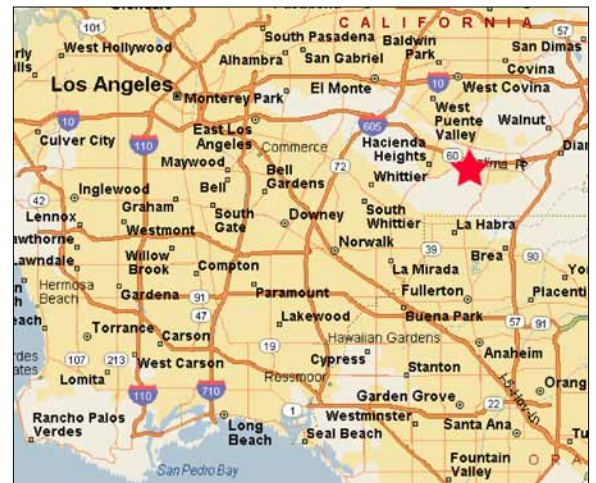 CALIFORNIA
101
57
South Pasadena
Baldwin
Park
San Dimas
West Hollywood
Alhambra
San Gabriel
Covina
Los Angeles
El Monte
10
West Covina
Monterey Park
West
Puente
Valley
Walnut
10
East Los
Angeles
605
Culver City
110
Commerce
Hacienda
Heights
60
Maywood
Bell
Gardens
72
Whittier
Inglewood
Bell
42
Graham
South
Gate
Downey
South
Whittier
Lennox
Westmont
La Habra
Norwalk
39
Willow
Brook
Compton
La Mirada
Brea
90
Hermosa
Beach
Gardena
91
Paramount
Fullerton
47
Lakewood
Buena Park
57
91
Torrance
Carson
19
Hawaiian Gardens
Anaheim
107
213
West Carson
Cypress
Stanton
Lomita
Rossmoor
110
710
Garden Grove
Rancho Palos
Verdes
Long
Beach
1
Westminster
22
Seal Beach
Santa Ana
San Pedro Bay
Fountain
Valley